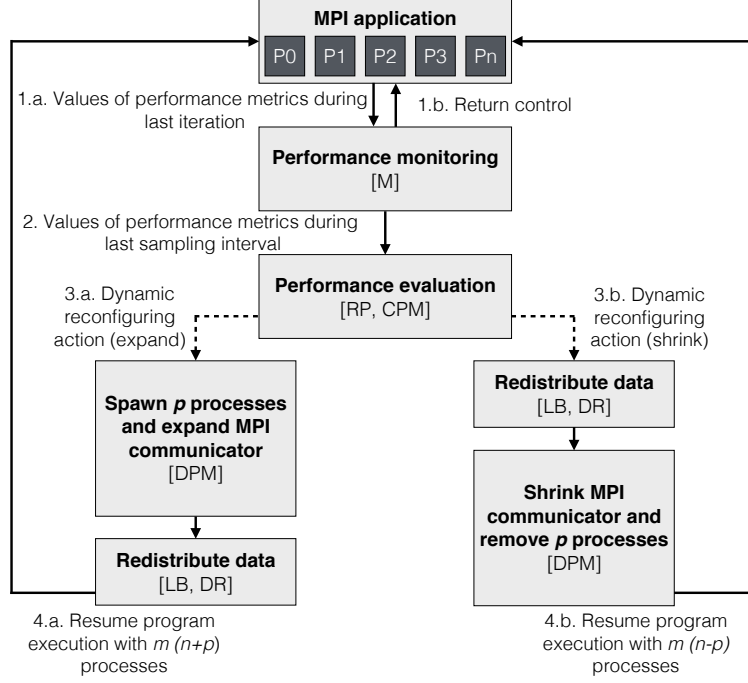 MPI application
P0 P1 P2 P3 Pn
1.a. Values of performance metrics during
last iteration
1.b. Return control
Performance monitoring
[M]
2. Values of performance metrics during
last sampling interval
Performance evaluation
[RP, CPM]
3.a. Dynamic
reconfiguring
action (expand)
3.b. Dynamic
reconfiguring
action (shrink)
Spawn p processes
and expand MPI
communicator
[DPM]
Redistribute data
[LB, DR]
Redistribute data
[LB, DR]
Shrink MPI
communicator and
remove p processes
[DPM]
4.a. Resume program
execution with m (n+p)
processes
4.b. Resume program
execution with m (n-p)
processes